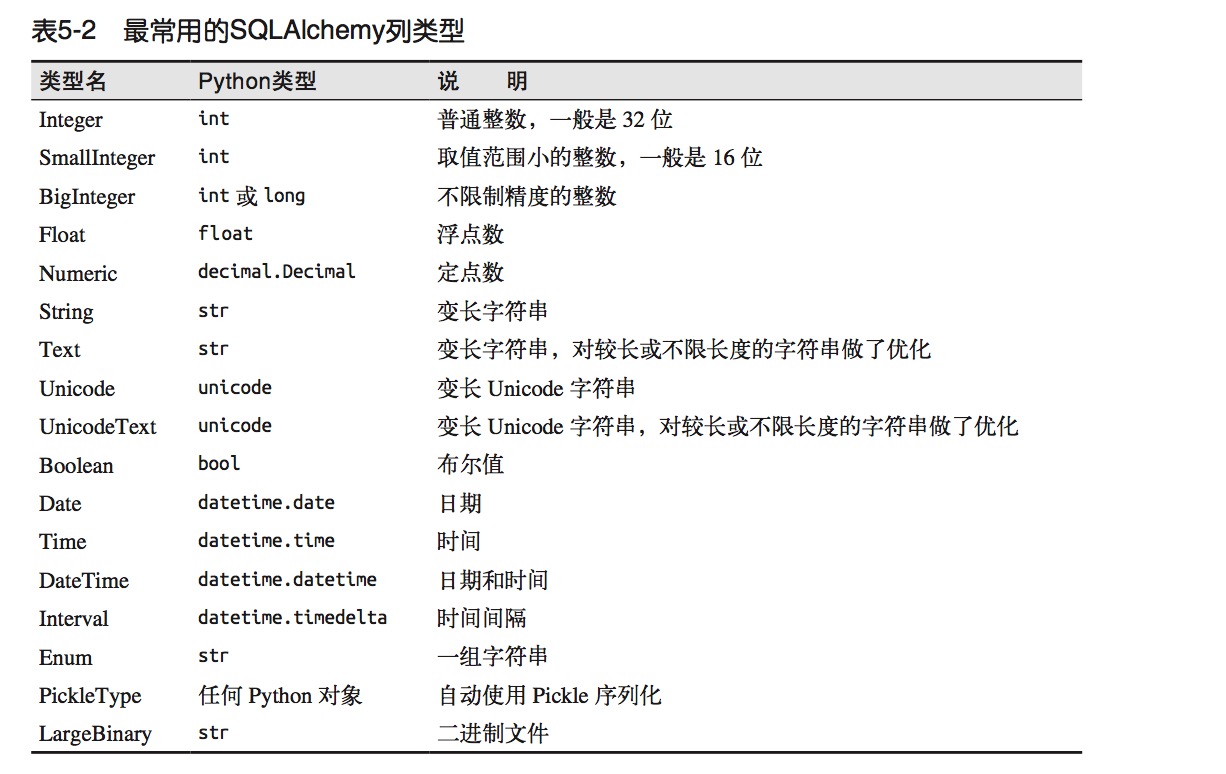 表5-2 最常用的SQLAlchemy列类型
类型名 Python类型 说 明
Integer int 普通整数，一般是 32 位
SmallInteger int 取值范围小的整数，一般是 16 位
BigInteger int 或 long 不限制精度的整数
Float float 浮点数
Numeric decimal.Decimal 定点数
String str 变长字符串
Text str 变长字符串，对较长或不限长度的字符串做了优化
Unicode unicode 变长 Unicode 字符串
UnicodeText unicode 变长 Unicode 字符串，对较长或不限长度的字符串做了优化
Boolean bool 布尔值
Date datetime.date 日期
Time datetime.time 时间
DateTime datetime.datetime 日期和时间
Interval datetime.timedelta 时间间隔
Enum str 一组字符串
PickleType 任何 Python 对象 自动使用 Pickle 序列化
LargeBinary str 二进制文件